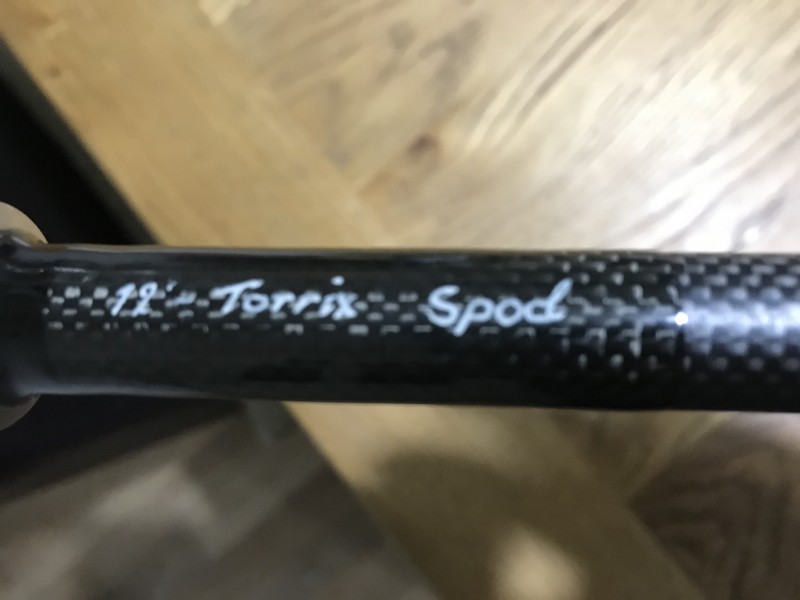 12' - Torrix Spod